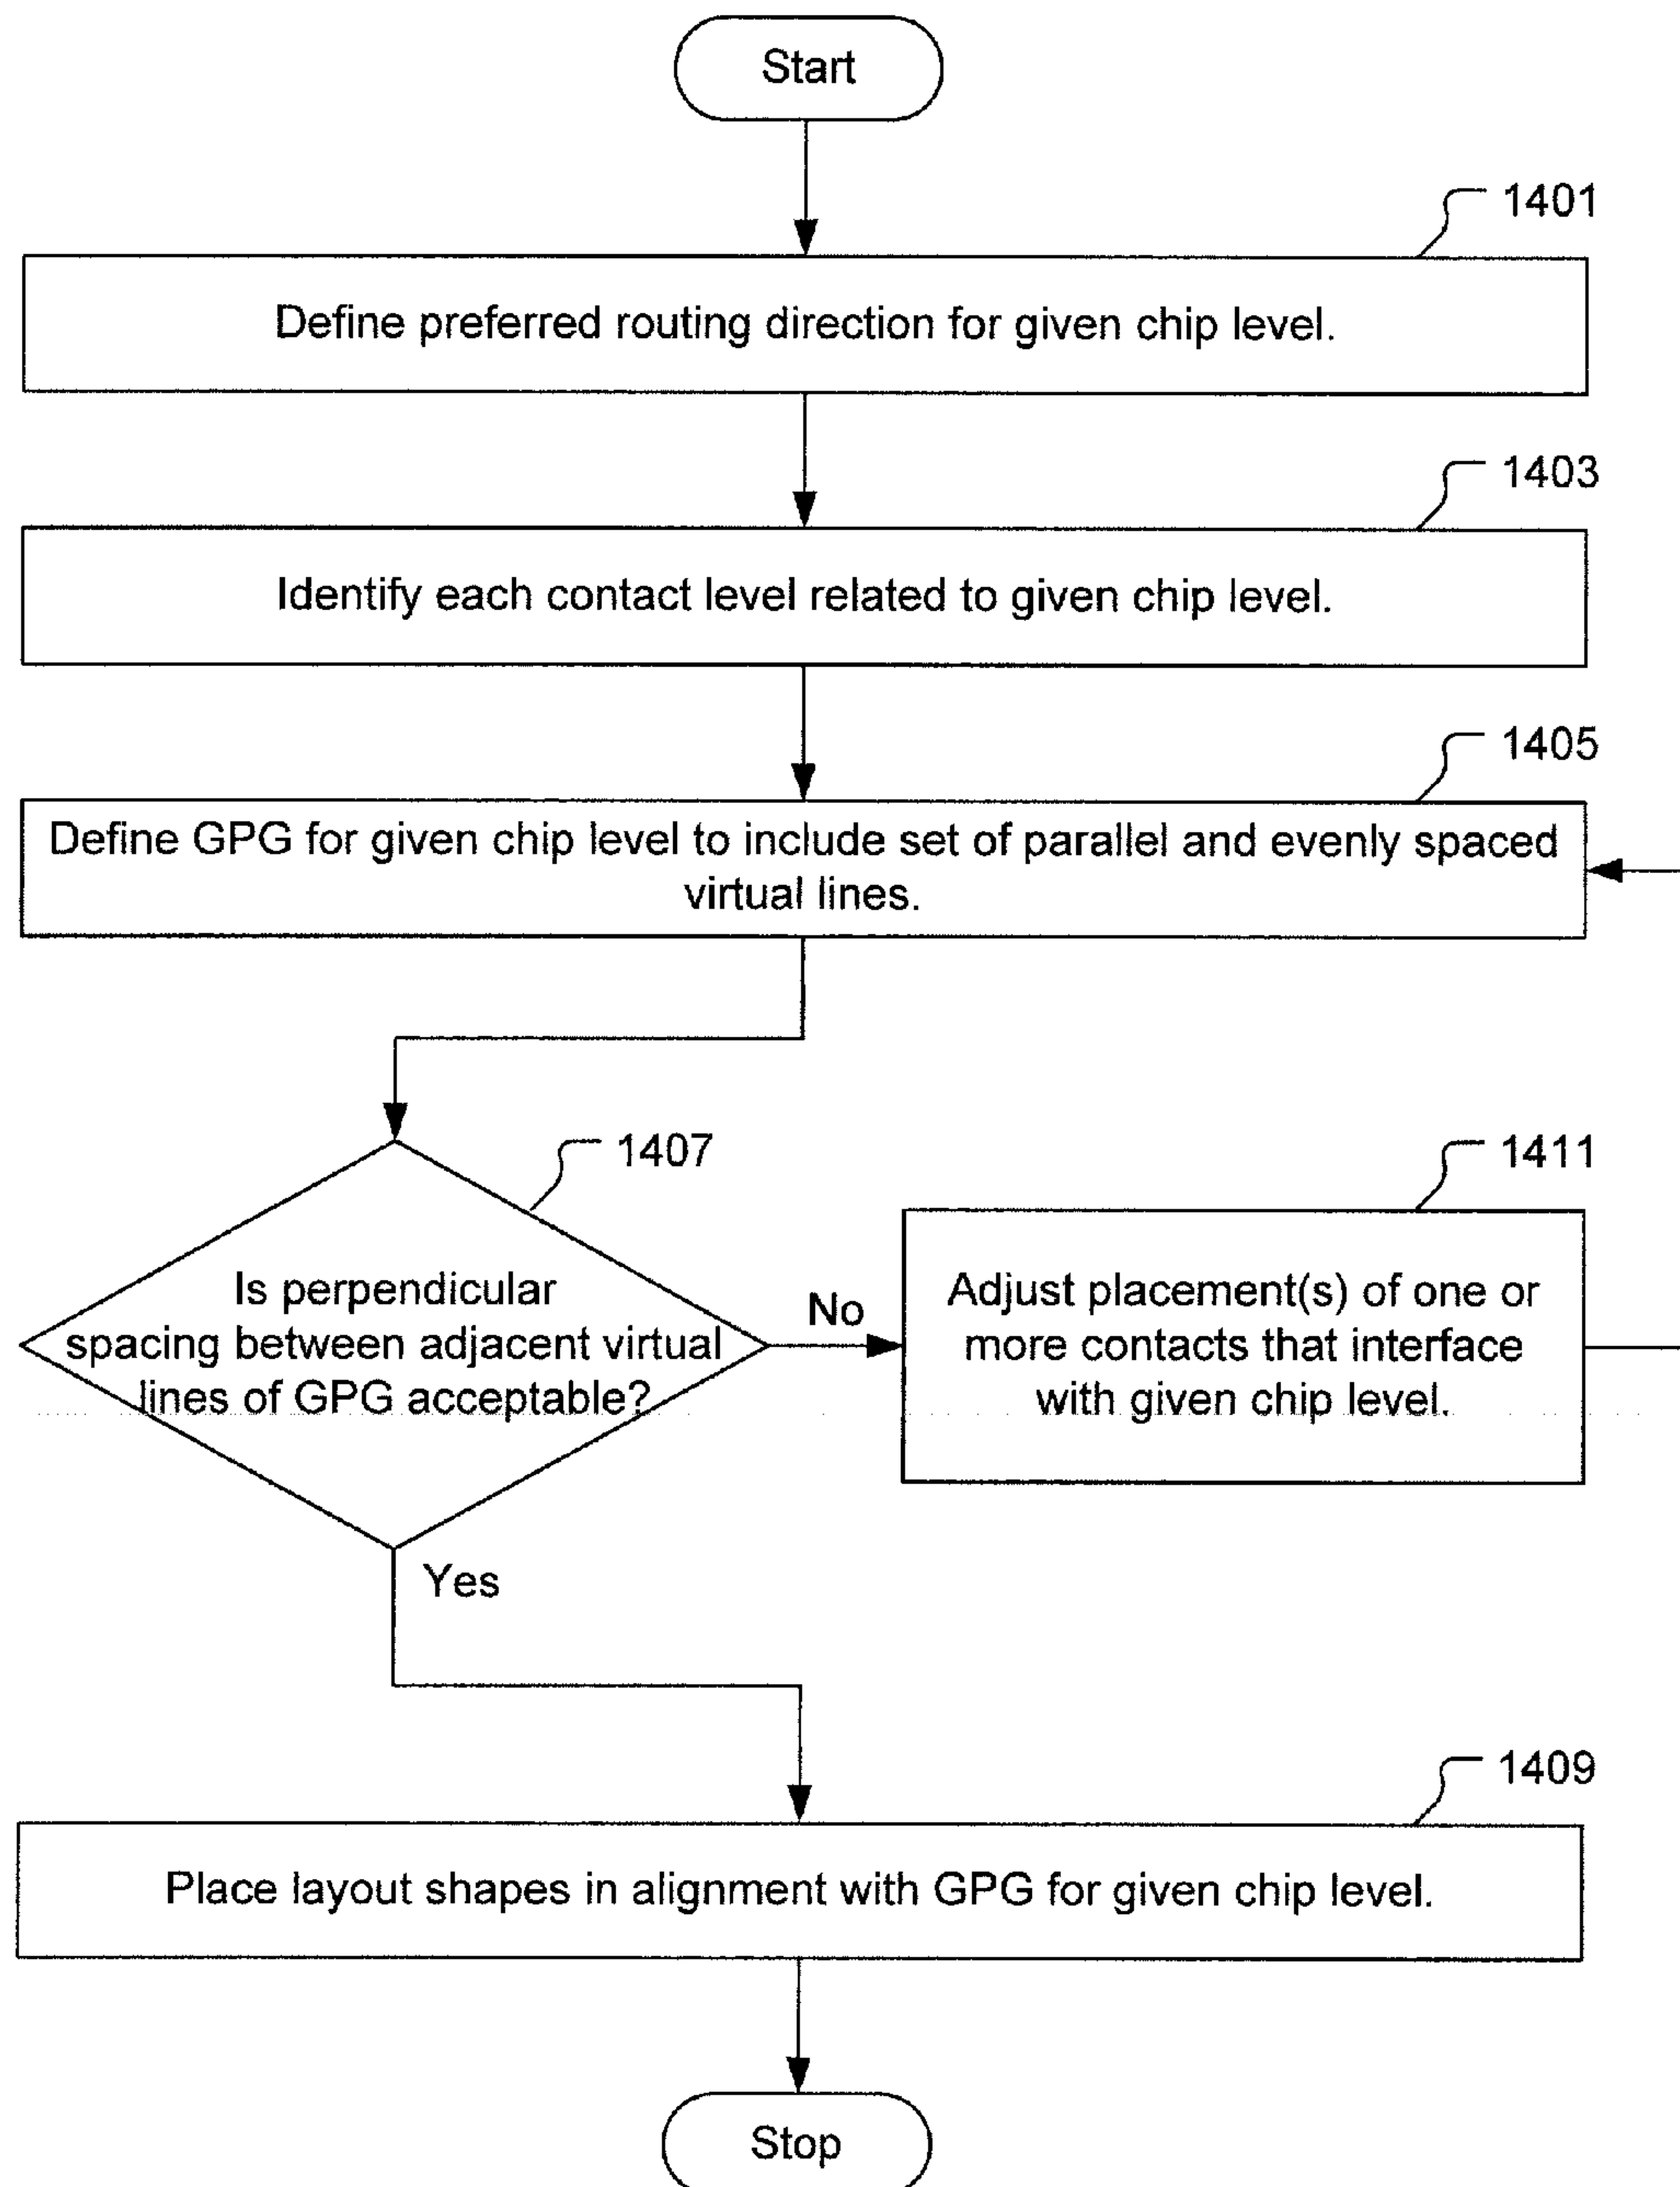 Start
1401
Define preferred routing direction for given chip level.
1403
Identify each contact level related to given chip level.
1405
Define GPG for given chip level to include set of parallel and evenly spaced
virtual lines.
1407
Is perpendicular
spacing between adjacent virtual
lines of GPG acceptable?
No
1411
Adjust placement(s) of one or
more contacts that interface
with given chip level.
Yes
1409
Place layout shapes in alignment with GPG for given chip level.
Stop